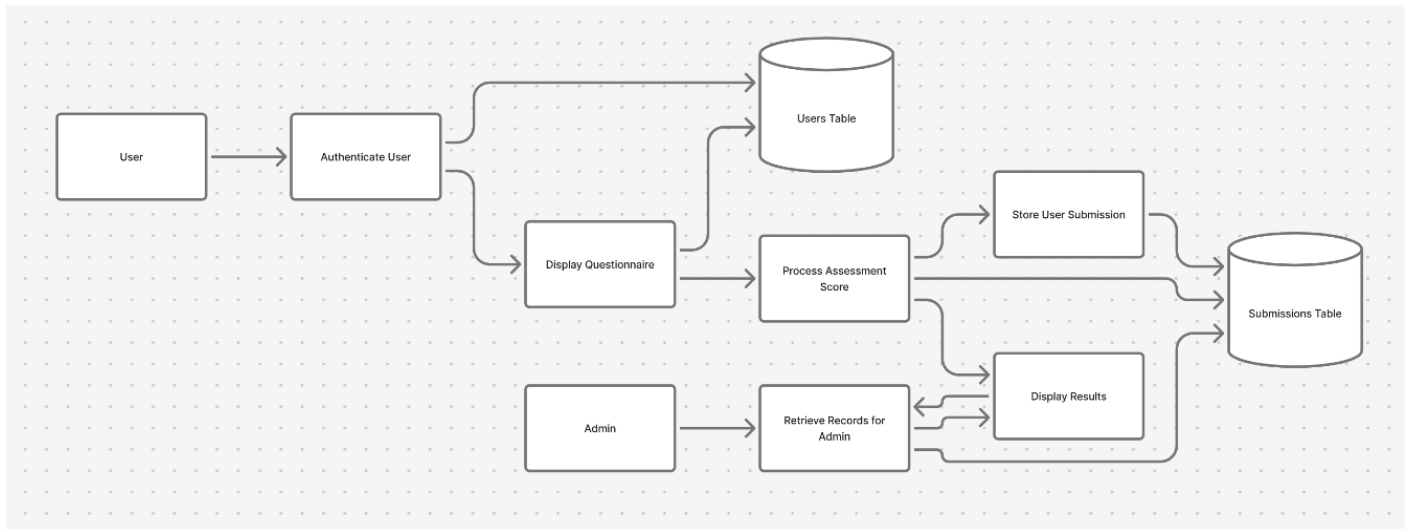 Users Table
User
Authenticate User
Store User Submission
Display Questionnaire
Process Assessment
Score
Submissions Table
Display Results
Admin
Retrieve Records for
Admin